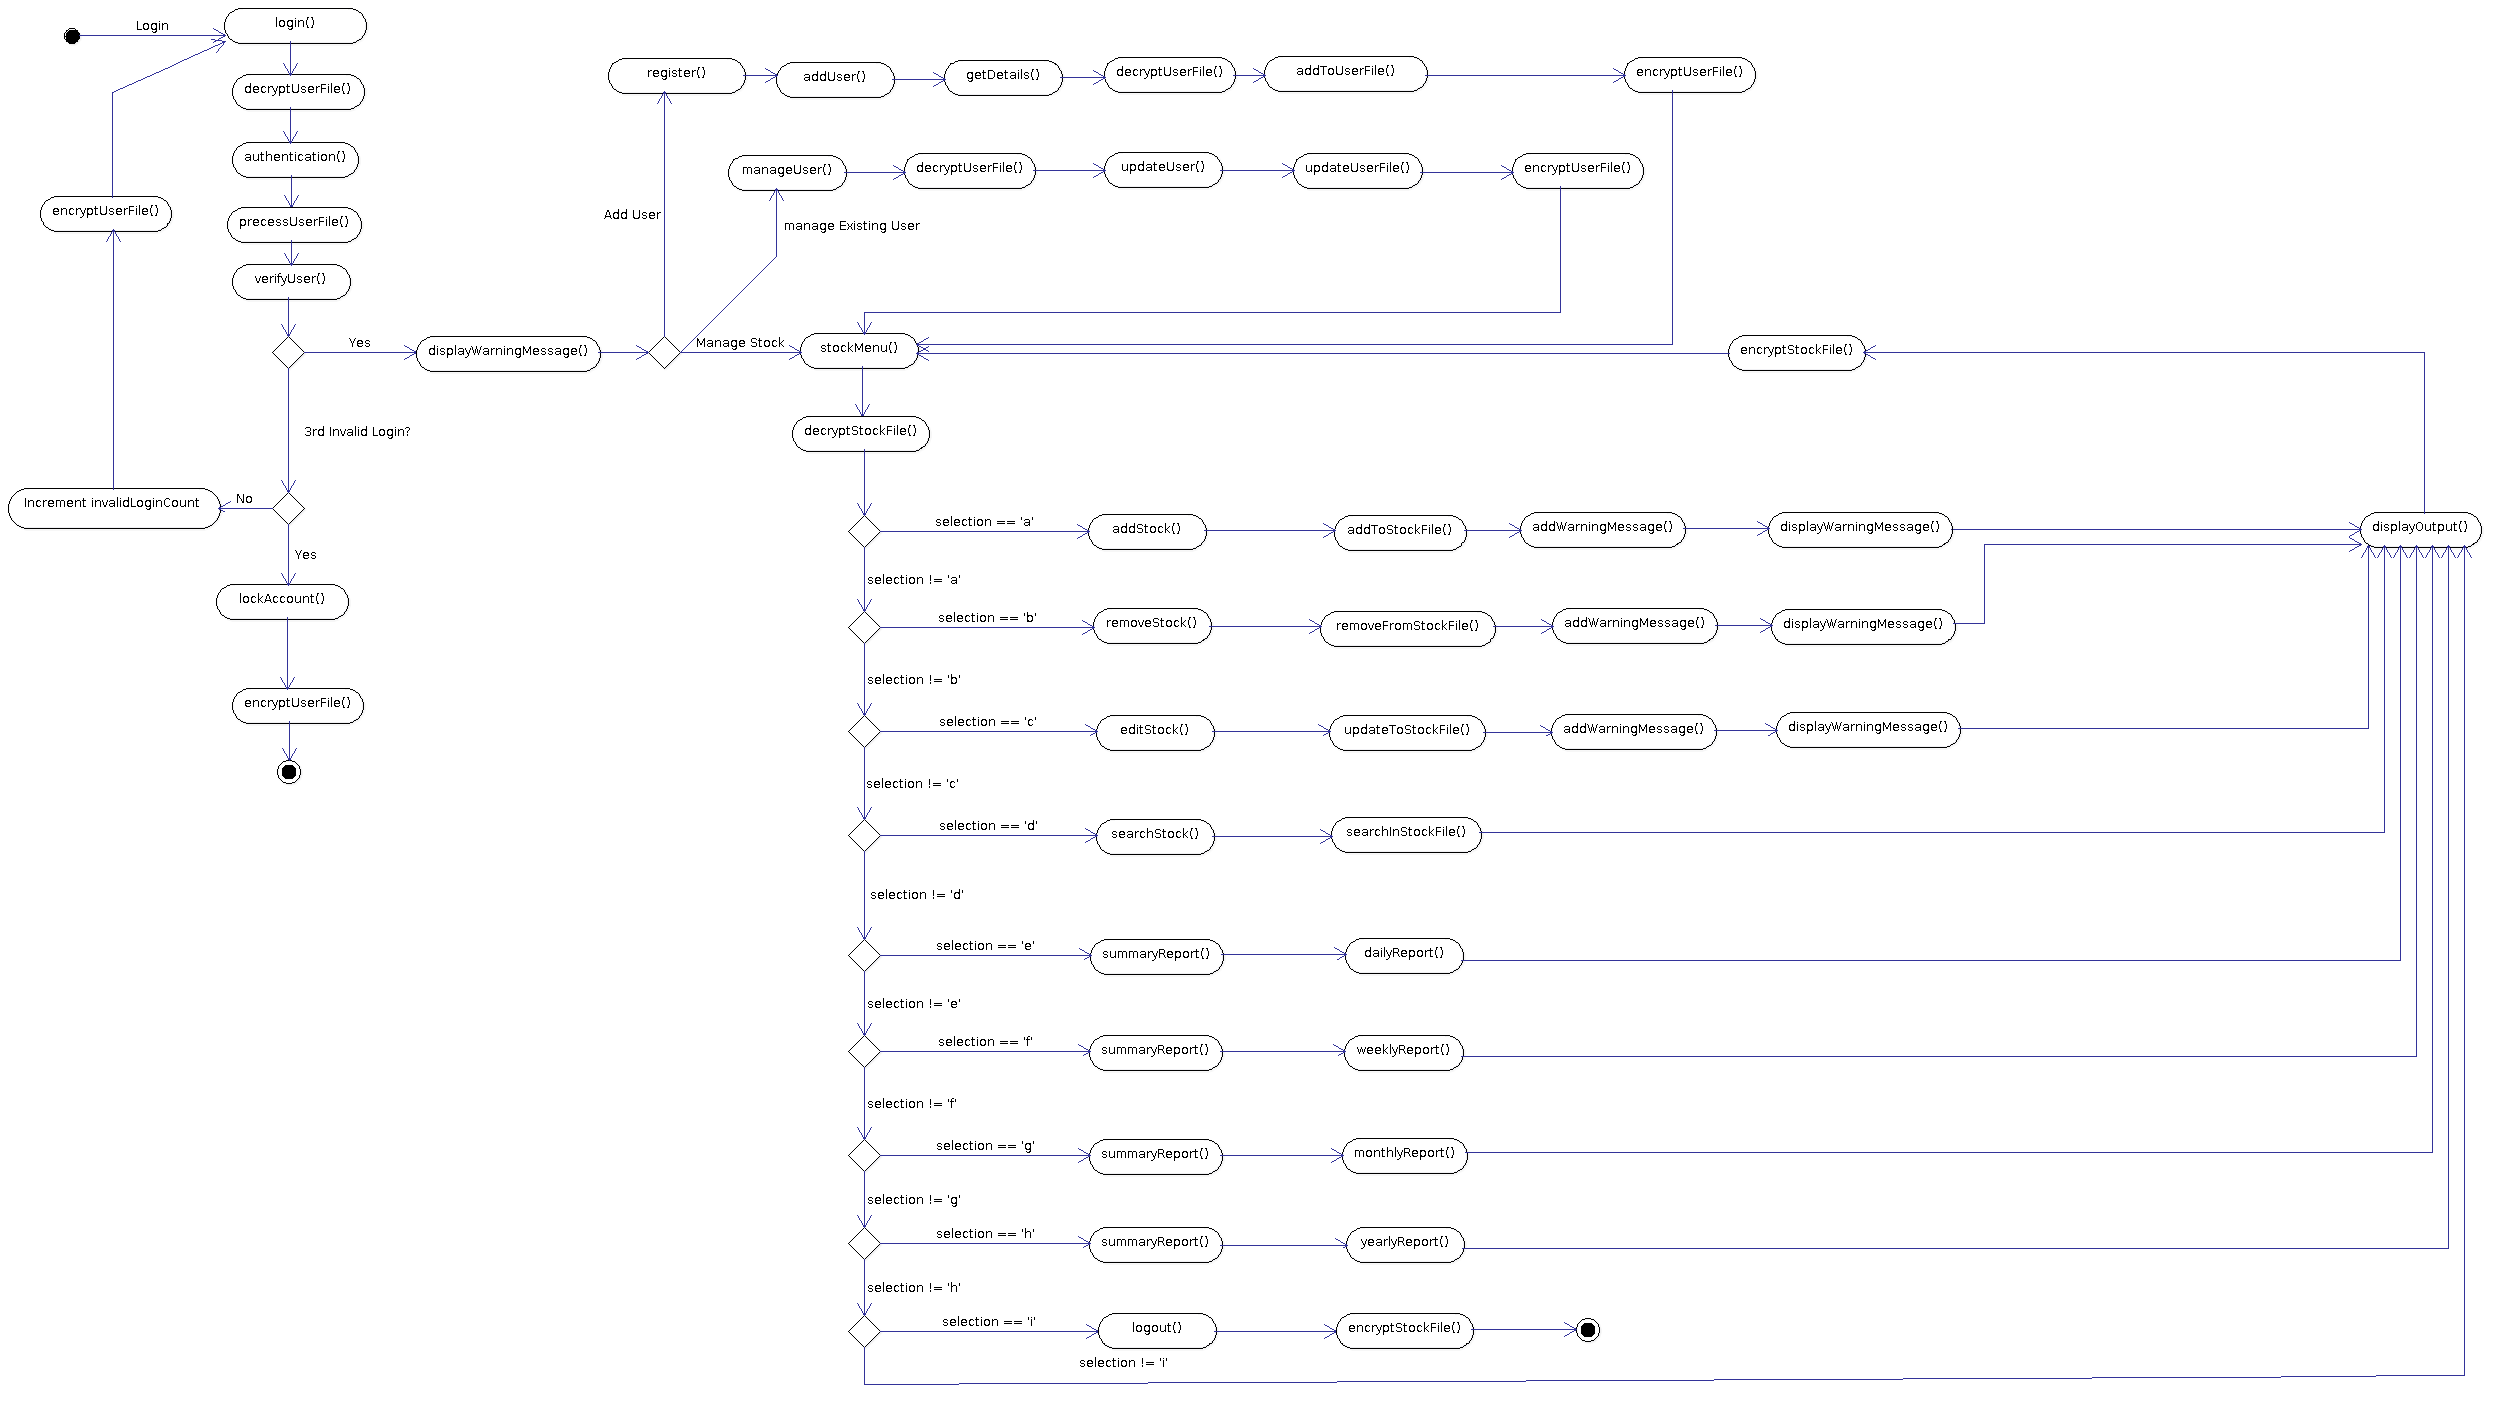 Login
login()
decryptUserFile()
authentication()
precessUserFile()
verifyUser()
encryptUserFile()
Increment invalidLoginCount
No
3rd Invalid Login?
Yes
lockAccount()
encryptUserFile()
Yes
displayWarningMessage()
Add User
register()
addUser()
getDetails()
decryptUserFile()
addToUserFile()
encryptUserFile()
manage Existing User
manageUser()
decryptUserFile()
updateUser()
updateUserFile()
encryptUserFile()
Manage Stock
stockMenu()
encryptStockFile()
decryptStockFile()
selection == 'a'
addStock()
addToStockFile()
addWarningMessage()
displayWarningMessage()
displayOutput()
selection != 'a'
selection == 'b'
removeStock()
removeFromStockFile()
addWarningMessage()
displayWarningMessage()
selection != 'b'
selection == 'c'
editStock()
updateToStockFile()
addWarningMessage()
displayWarningMessage()
selection != 'c'
selection == 'd'
searchStock()
searchInStockFile()
selection != 'd'
selection == 'e'
summaryReport()
dailyReport()
selection != 'e'
selection == 'f'
summaryReport()
weeklyReport()
selection != 'f'
selection == 'g'
summaryReport()
monthlyReport()
selection != 'g'
selection == 'h'
summaryReport()
yearlyReport()
selection != 'h'
selection == 'i'
logout()
encryptStockFile()
selection != 'i'